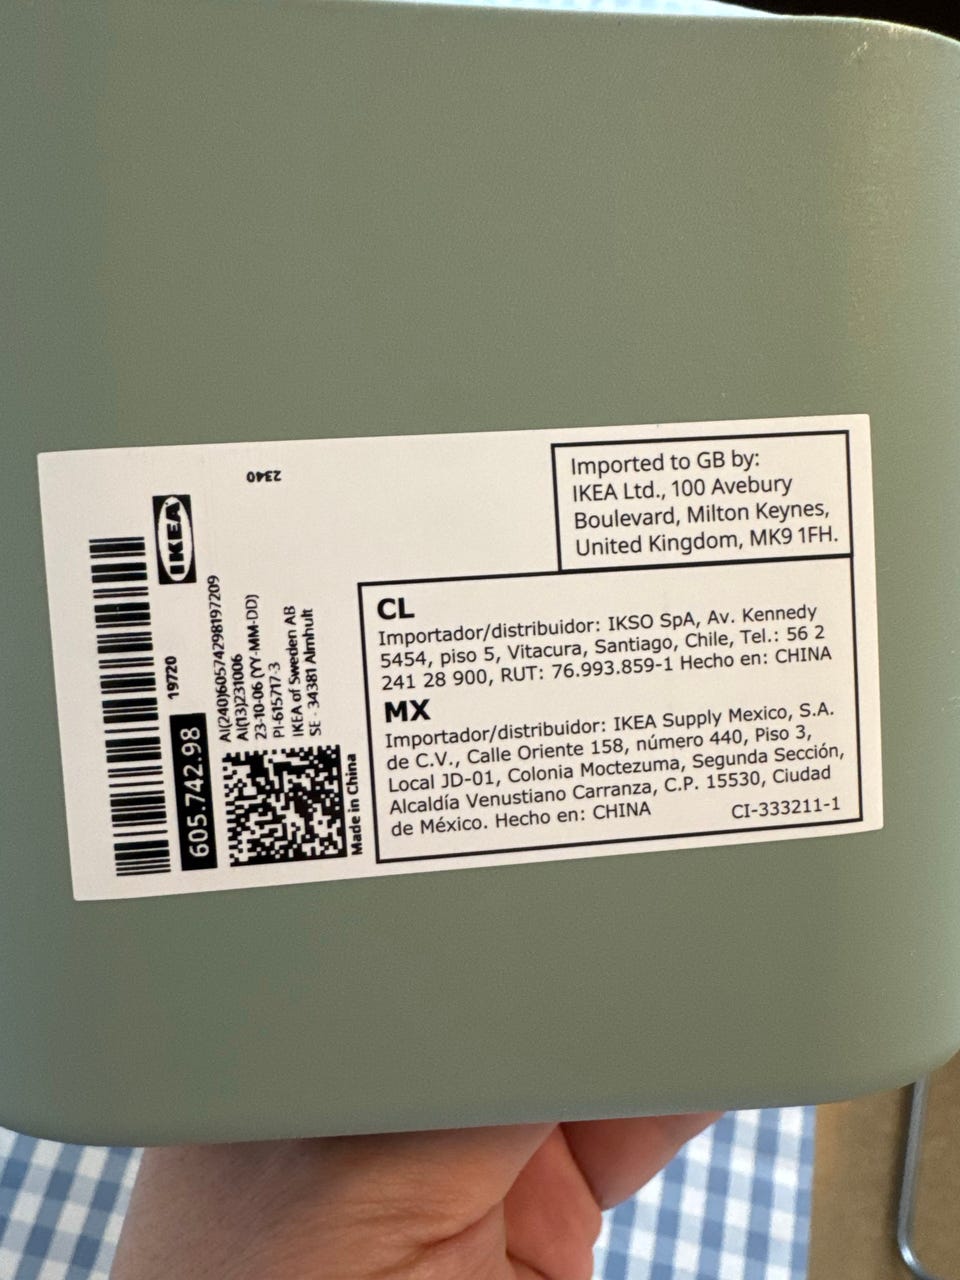 2340
IKEA
19720
605.742.98
AI(240)60574298197209
AI(13)231006
23-10-06 (YY-MM-DD)
PI-615717-3
IKEA of Sweden AB
SE - 34381 Älmhult
Made in China
Imported to GB by:
IKEA Ltd., 100 Avebury
Boulevard, Milton Keynes,
United Kingdom, MK9 1FH.
CL
Importador/distribuidor: IKSO SpA, Av. Kennedy
5454, piso 5, Vitacura, Santiago, Chile, Tel.: 56 2
241 28 900, RUT: 76.993.859-1 Hecho en: CHINA
MX
Importador/distribuidor: IKEA Supply Mexico, S.A.
de C.V., Calle Oriente 158, número 440, Piso 3,
Local JD-01, Colonia Moctezuma, Segunda Sección,
Alcaldía Venustiano Carranza, C.P. 15530, Ciudad
de México. Hecho en: CHINA CI-333211-1